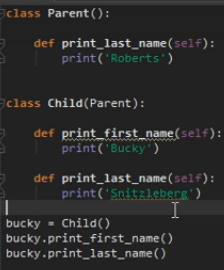 class Parent():
def print_last_name(self):
print('Roberts')
class Child(Parent):
def print_first_name(self):
print('Bucky')
def print_last_name(self):
print('Snitzleberg')
bucky = Child()
bucky.print_first_name()
bucky.print_last_name()